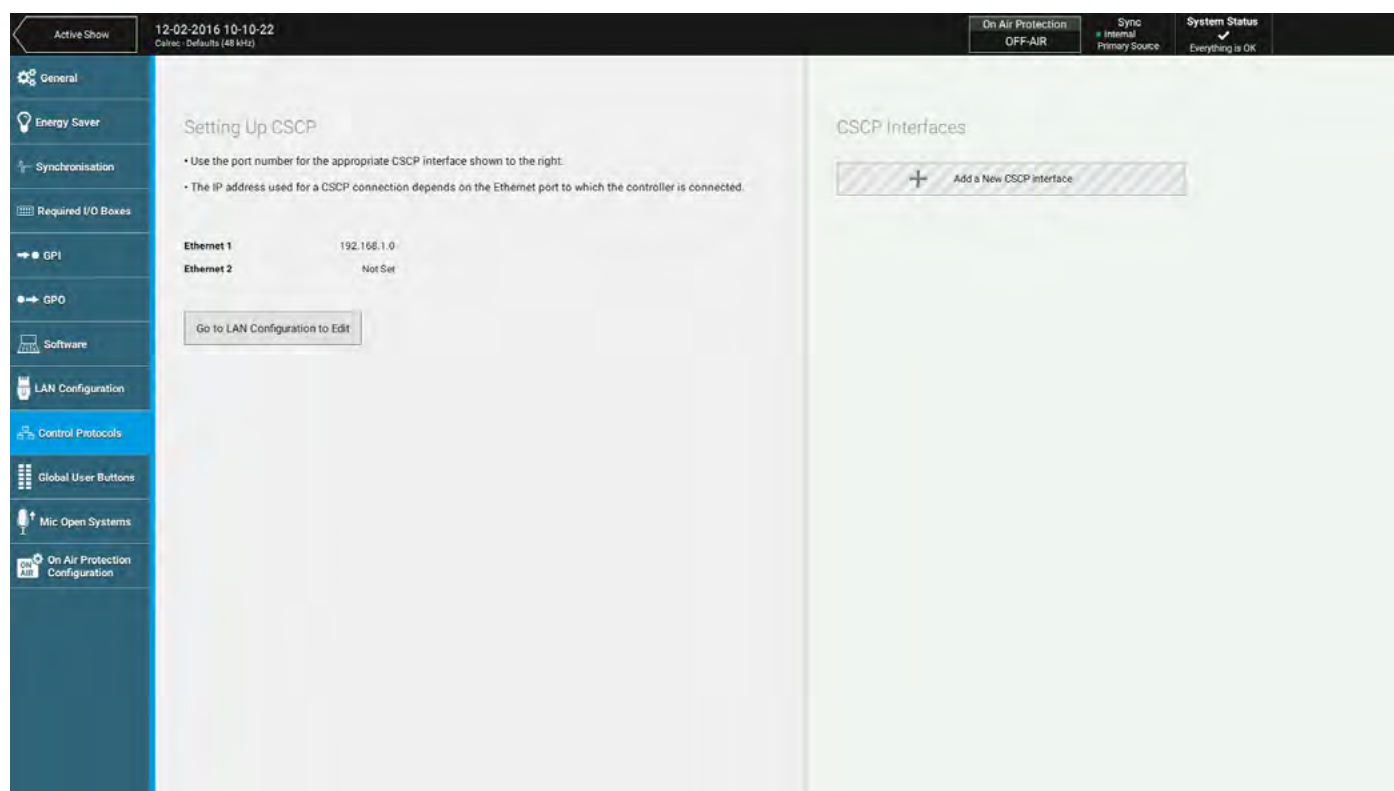 Active Show
12-02-2016 10-10-22
Calrec - Defaults (48 kHz)
On Air Protection
OFF-AIR
Sync
Internal
Primary Source
System Status
Everything is OK
General
Energy Saver
Synchronisation
Required I/O Boxes
GPI
GPO
Software
LAN Configuration
Control Protocols
Global User Buttons
Mic Open Systems
ON AIR
On Air Protection
Configuration
Setting Up CSCP
• Use the port number for the appropriate CSCP interface shown to the right.
• The IP address used for a CSCP connection depends on the Ethernet port to which the controller is connected.
Ethernet 1 192.168.1.0
Ethernet 2 Not Set
Go to LAN Configuration to Edit
CSCP Interfaces
Add a New CSCP interface